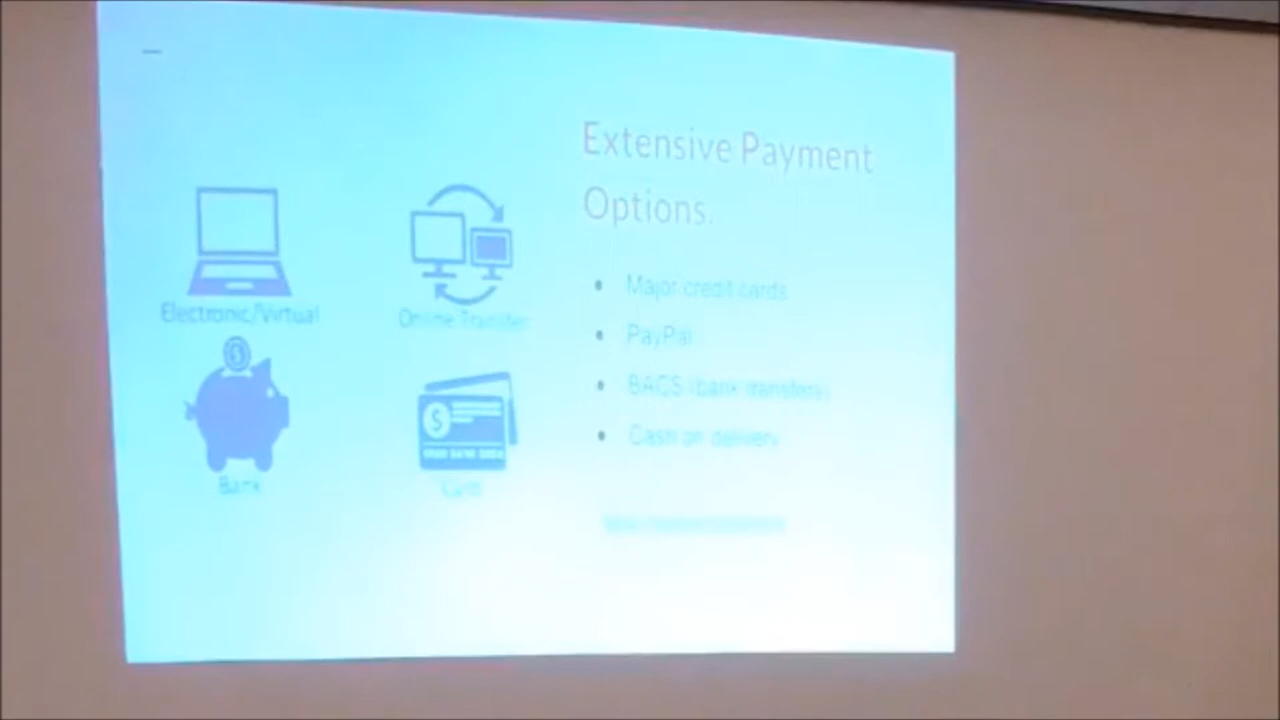 Extensive Payment
Options.
Electronic/Virtual
Online Transfer
Bank
Card
$
$
• Major credit cards
• PayPal
• BACS (bank transfers)
• Cash on delivery